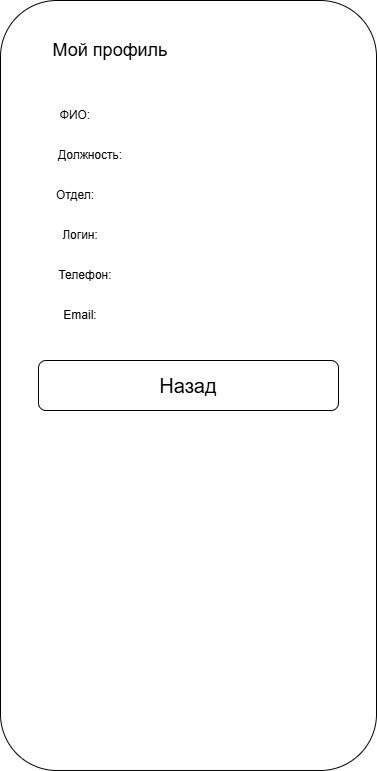 Мой профиль
ФИО:
Должность:
Отдел:
Логин:
Телефон:
Email:
Назад